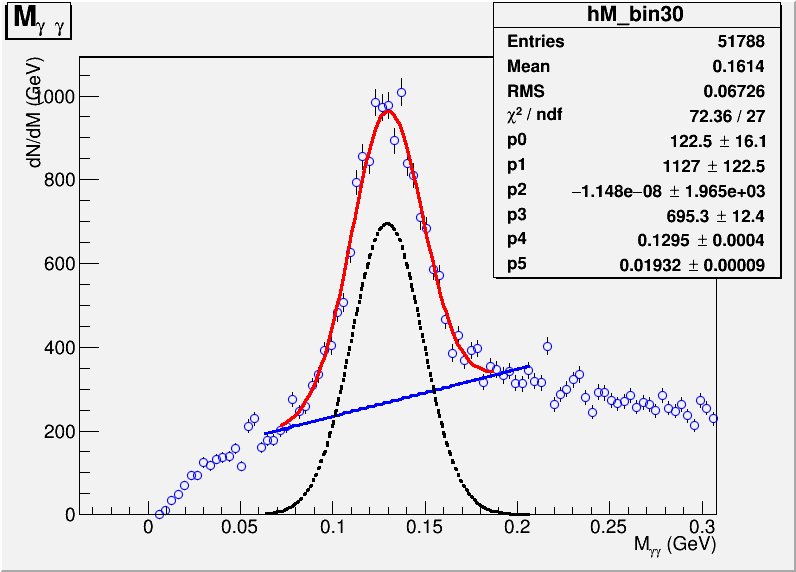 M γ γ
hM_bin30
Entries 51788
Mean 0.1614
RMS 0.06726
χ² / ndf 72.36 / 27
p0 122.5 ± 16.1
p1 1127 ± 122.5
p2 −1.148e−08 ± 1.965e+03
p3 695.3 ± 12.4
p4 0.1295 ± 0.0004
p5 0.01932 ± 0.00009
dN/dM (GeV)
1000
800
600
400
200
0
0 0.05 0.1 0.15 0.2 0.25 0.3
M γγ (GeV)